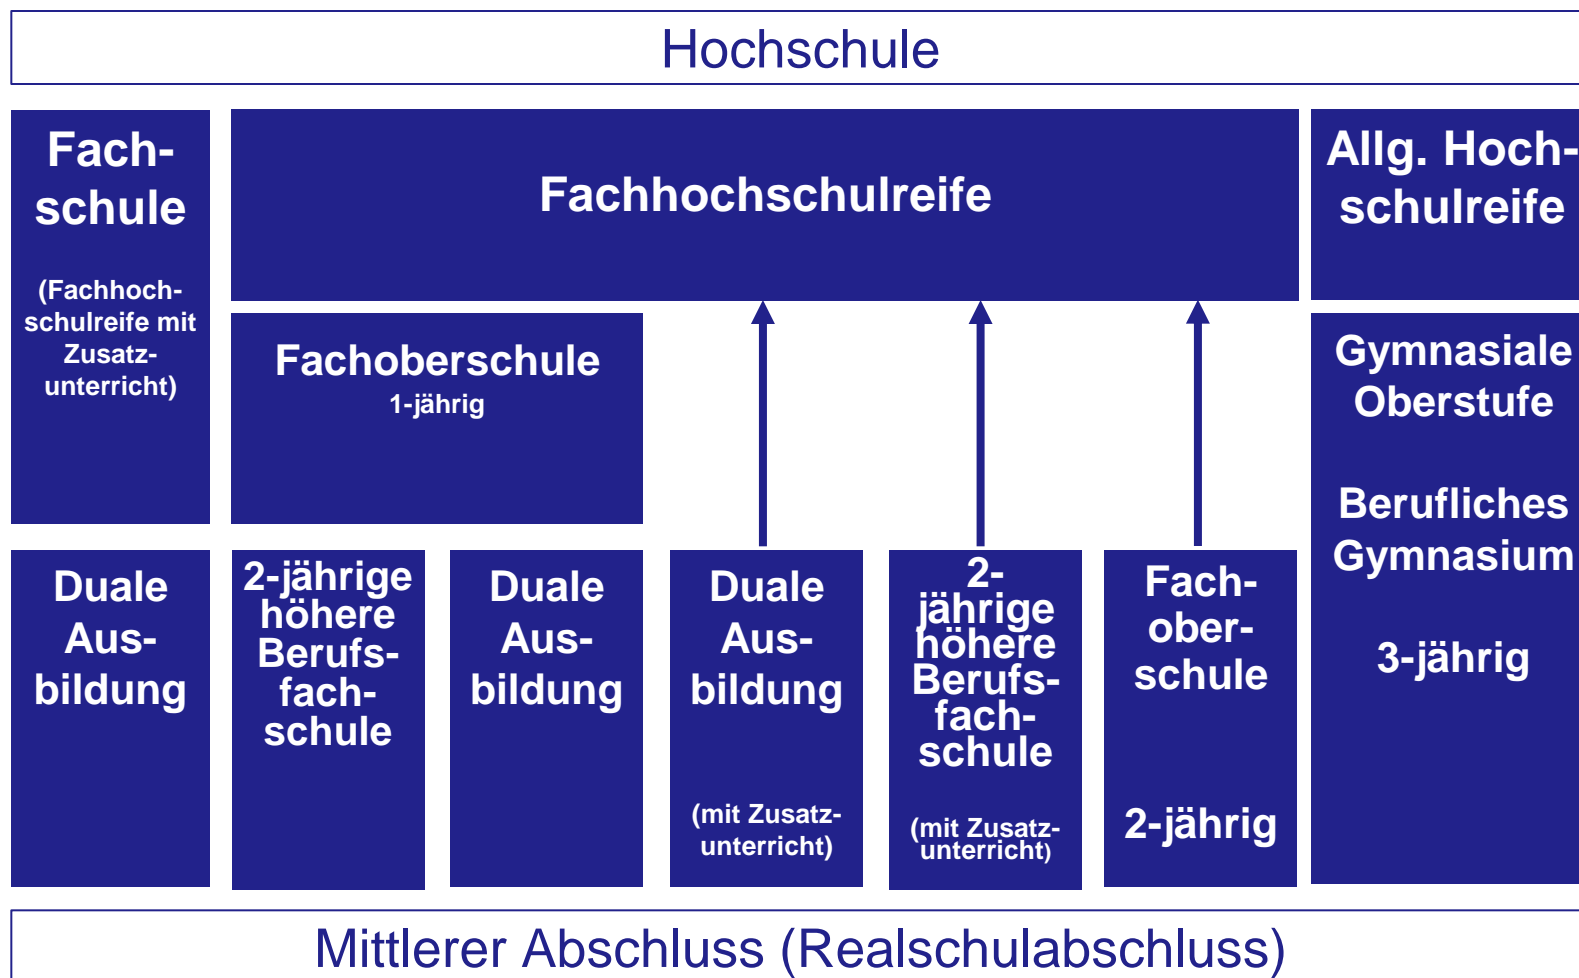 Hochschule
Fach-
schule
(Fachhoch-
schulreife mit
Zusatz-
unterricht)
Fachhochschulreife
Allg. Hoch-
schulreife
Fachoberschule
1-jährig
Gymnasiale
Oberstufe
Berufliches
Gymnasium
3-jährig
Duale
Aus-
bildung
2-jährige
höhere
Berufs-
fach-
schule
Duale
Aus-
bildung
Duale
Aus-
bildung
(mit Zusatz-
unterricht)
2-
jährige
höhere
Berufs-
fach-
schule
(mit Zusatz-
unterricht)
Fach-
ober-
schule
2-jährig
Mittlerer Abschluss (Realschulabschluss)